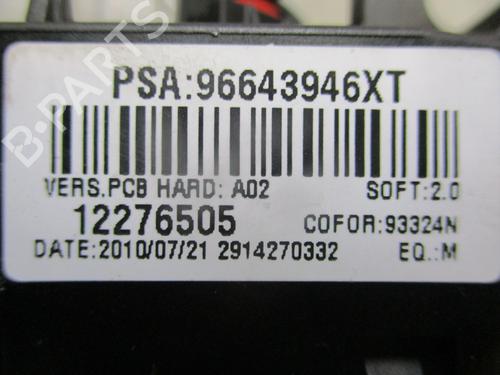 PSA:96643946XT
VERS.PCB HARD: A02 SOFT:2.0
12276505 COFOR:93324N
DATE:2010/07/21 2914270332 EQ.:M
B-PARTS